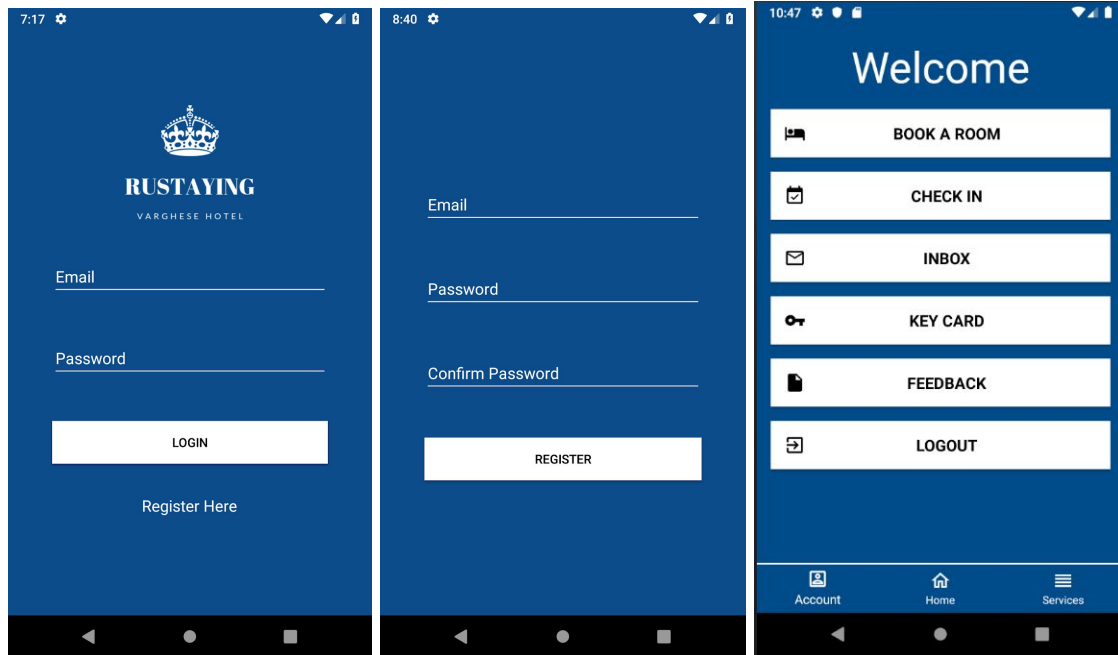 7:17
RUSTAYING
VARGHESE HOTEL
Email
Password
LOGIN
Register Here
8:40
Email
Password
Confirm Password
REGISTER
10:47
Welcome
BOOK A ROOM
CHECK IN
INBOX
KEY CARD
FEEDBACK
LOGOUT
Account Home Services